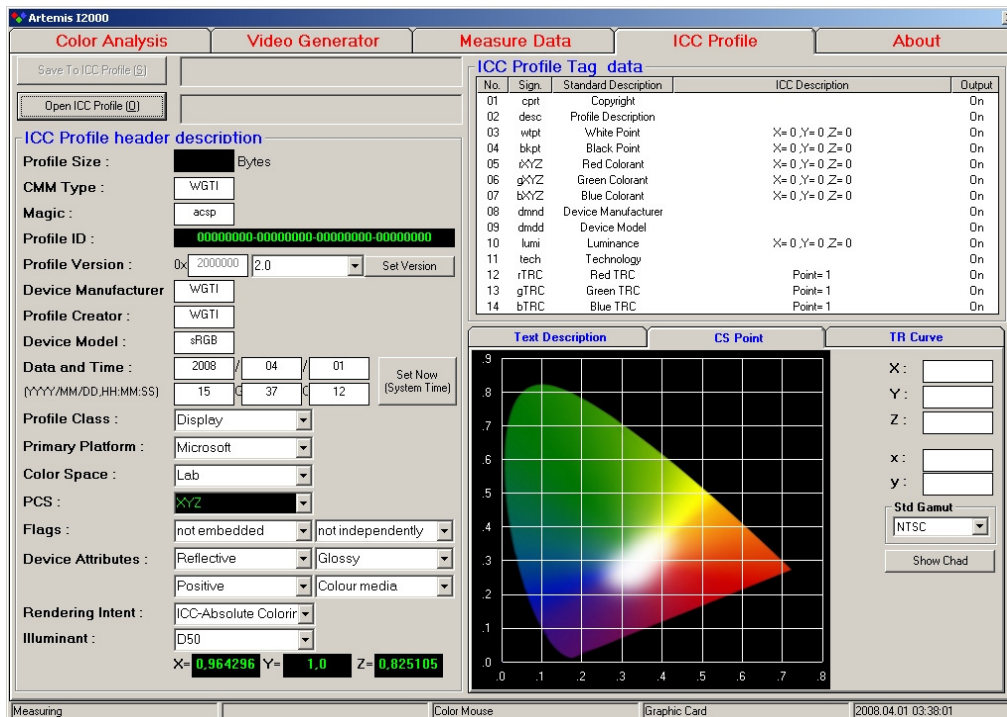 Artemis I2000
Color Analysis Video Generator Measure Data ICC Profile About
Save To ICC Profile (S)
Open ICC Profile (O)
ICC Profile header description
Profile Size : Bytes
CMM Type : WGTI
Magic : acsp
Profile ID : 00000000-00000000-00000000-00000000
Profile Version : 0x 2000000 2.0 Set Version
Device Manufacturer WGTI
Profile Creator : WGTI
Device Model : sRGB
Data and Time : 2008 / 04 / 01 Set Now
(YYYY/MM/DD,HH:MM:SS) 15 37 12 (System Time)
Profile Class : Display
Primary Platform : Microsoft
Color Space : Lab
PCS : XYZ
Flags : not embedded not independently
Device Attributes : Reflective Glossy
Positive Colour media
Rendering Intent : ICC-Absolute Colorir
Illuminant : D50
X= 0,964296 Y= 1,0 Z= 0,825105
ICC Profile Tag data
No. Sign. Standard Description ICC Description Output
01 cprt Copyright On
02 desc Profile Description On
03 wtpt White Point X= 0 ,Y= 0 ,Z= 0 On
04 bkpt Black Point X= 0 ,Y= 0 ,Z= 0 On
05 rXYZ Red Colorant X= 0 ,Y= 0 ,Z= 0 On
06 gXYZ Green Colorant X= 0 ,Y= 0 ,Z= 0 On
07 bXYZ Blue Colorant X= 0 ,Y= 0 ,Z= 0 On
08 dmnd Device Manufacturer On
09 dmdd Device Model On
10 lumi Luminance X= 0 ,Y= 0 ,Z= 0 On
11 tech Technology On
12 rTRC Red TRC Point= 1 On
13 gTRC Green TRC Point= 1 On
14 bTRC Blue TRC Point= 1 On
Text Description CS Point TR Curve
.9
.8
.7
.6
.5
.4
.3
.2
.1
.0
.0 .1 .2 .3 .4 .5 .6 .7 .8
X :
Y :
Z :
x :
y :
Std Gamut
NTSC
Show Chad
Measuring Color Mouse Graphic Card 2008.04.01 03:38:01